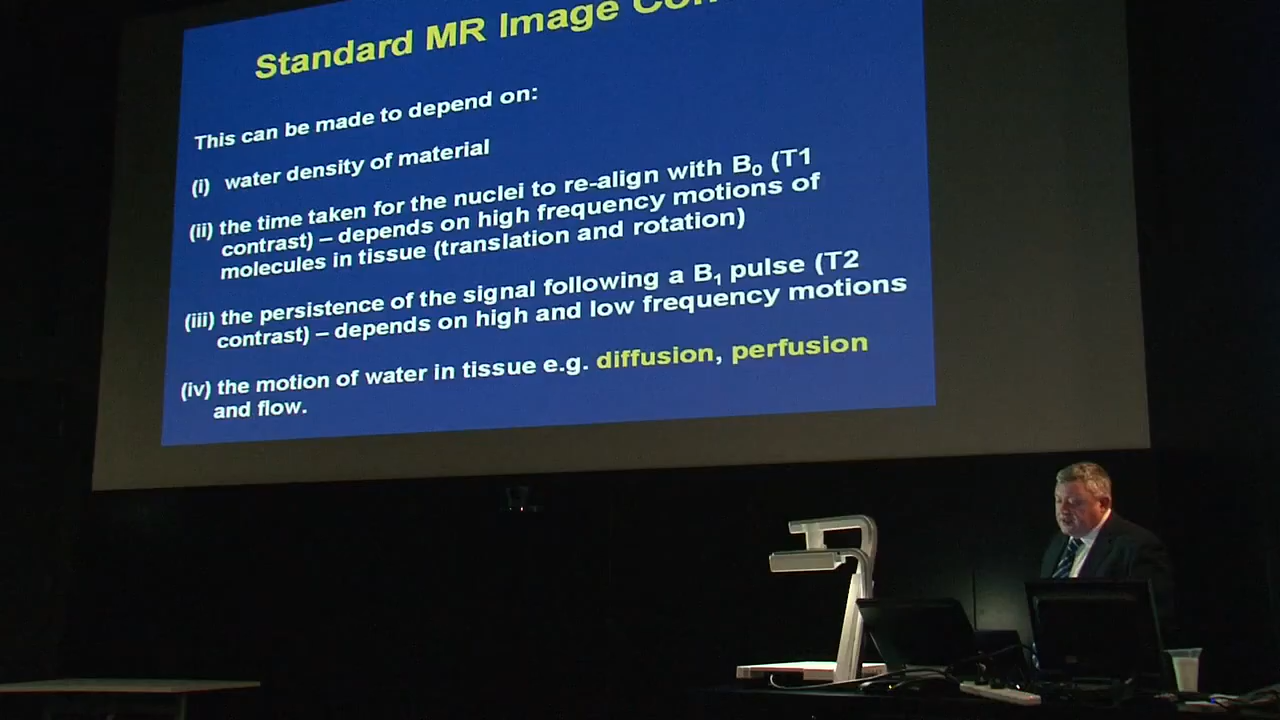 Standard MR Image
This can be made to depend on:
(i) water density of material
(ii) the time taken for the nuclei to re-align with B₀ (T1
contrast) – depends on high frequency motions of
molecules in tissue (translation and rotation)
(iii) the persistence of the signal following a B₁ pulse (T2
contrast) – depends on high and low frequency motions
(iv) the motion of water in tissue e.g. diffusion, perfusion
and flow.